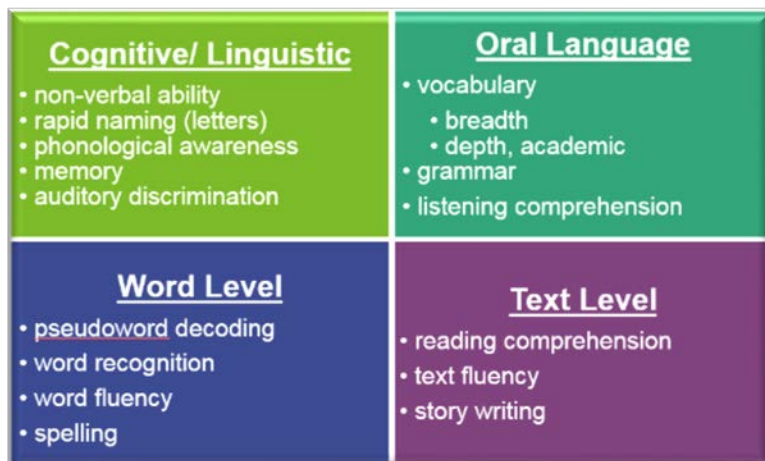 Cognitive/ Linguistic
• non-verbal ability
• rapid naming (letters)
• phonological awareness
• memory
• auditory discrimination
Oral Language
• vocabulary
• breadth
• depth, academic
• grammar
• listening comprehension
Word Level
• pseudoword decoding
• word recognition
• word fluency
• spelling
Text Level
• reading comprehension
• text fluency
• story writing